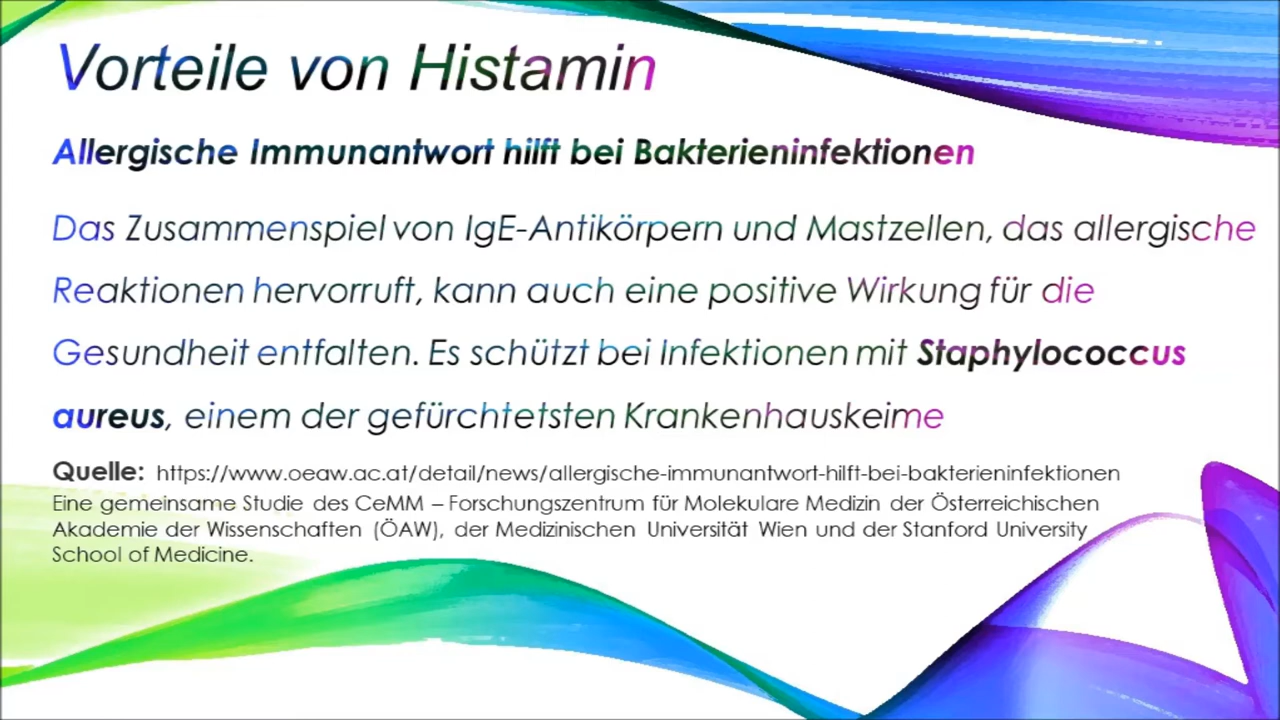 Vorteile von Histamin
Allergische Immunantwort hilft bei Bakterieninfektionen
Das Zusammenspiel von IgE-Antikörpern und Mastzellen, das allergische
Reaktionen hervorruft, kann auch eine positive Wirkung für die
Gesundheit entfalten. Es schützt bei Infektionen mit Staphylococcus
aureus, einem der gefürchtetsten Krankenhauskeime
Quelle: https://www.oeaw.ac.at/detail/news/allergische-immunantwort-hilft-bei-bakterieninfektionen
Eine gemeinsame Studie des CeMM – Forschungszentrum für Molekulare Medizin der Österreichischen
Akademie der Wissenschaften (ÖAW), der Medizinischen Universität Wien und der Stanford University
School of Medicine.